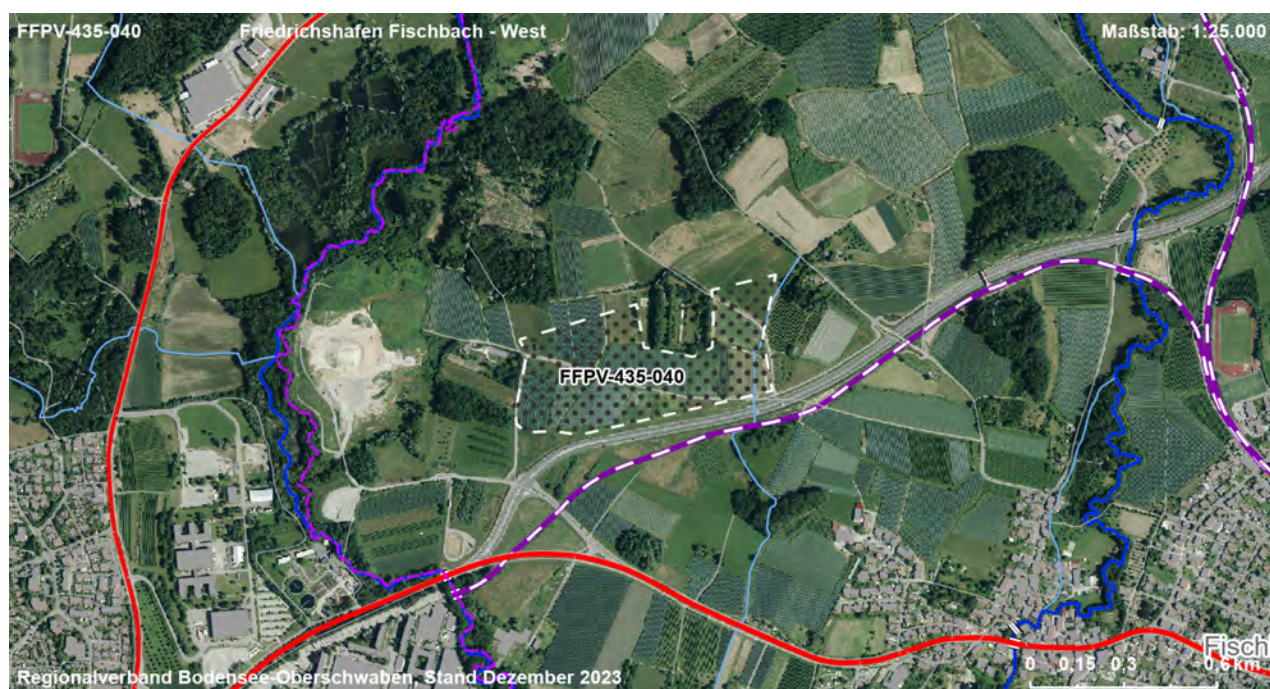 FFPV-435-040 Friedrichshafen Fischbach - West Maßstab: 1:25.000
FFPV-435-040
Fischb
0 0,15 0,3 0,6 km
Regionalverband Bodensee-Oberschwaben, Stand Dezember 2023